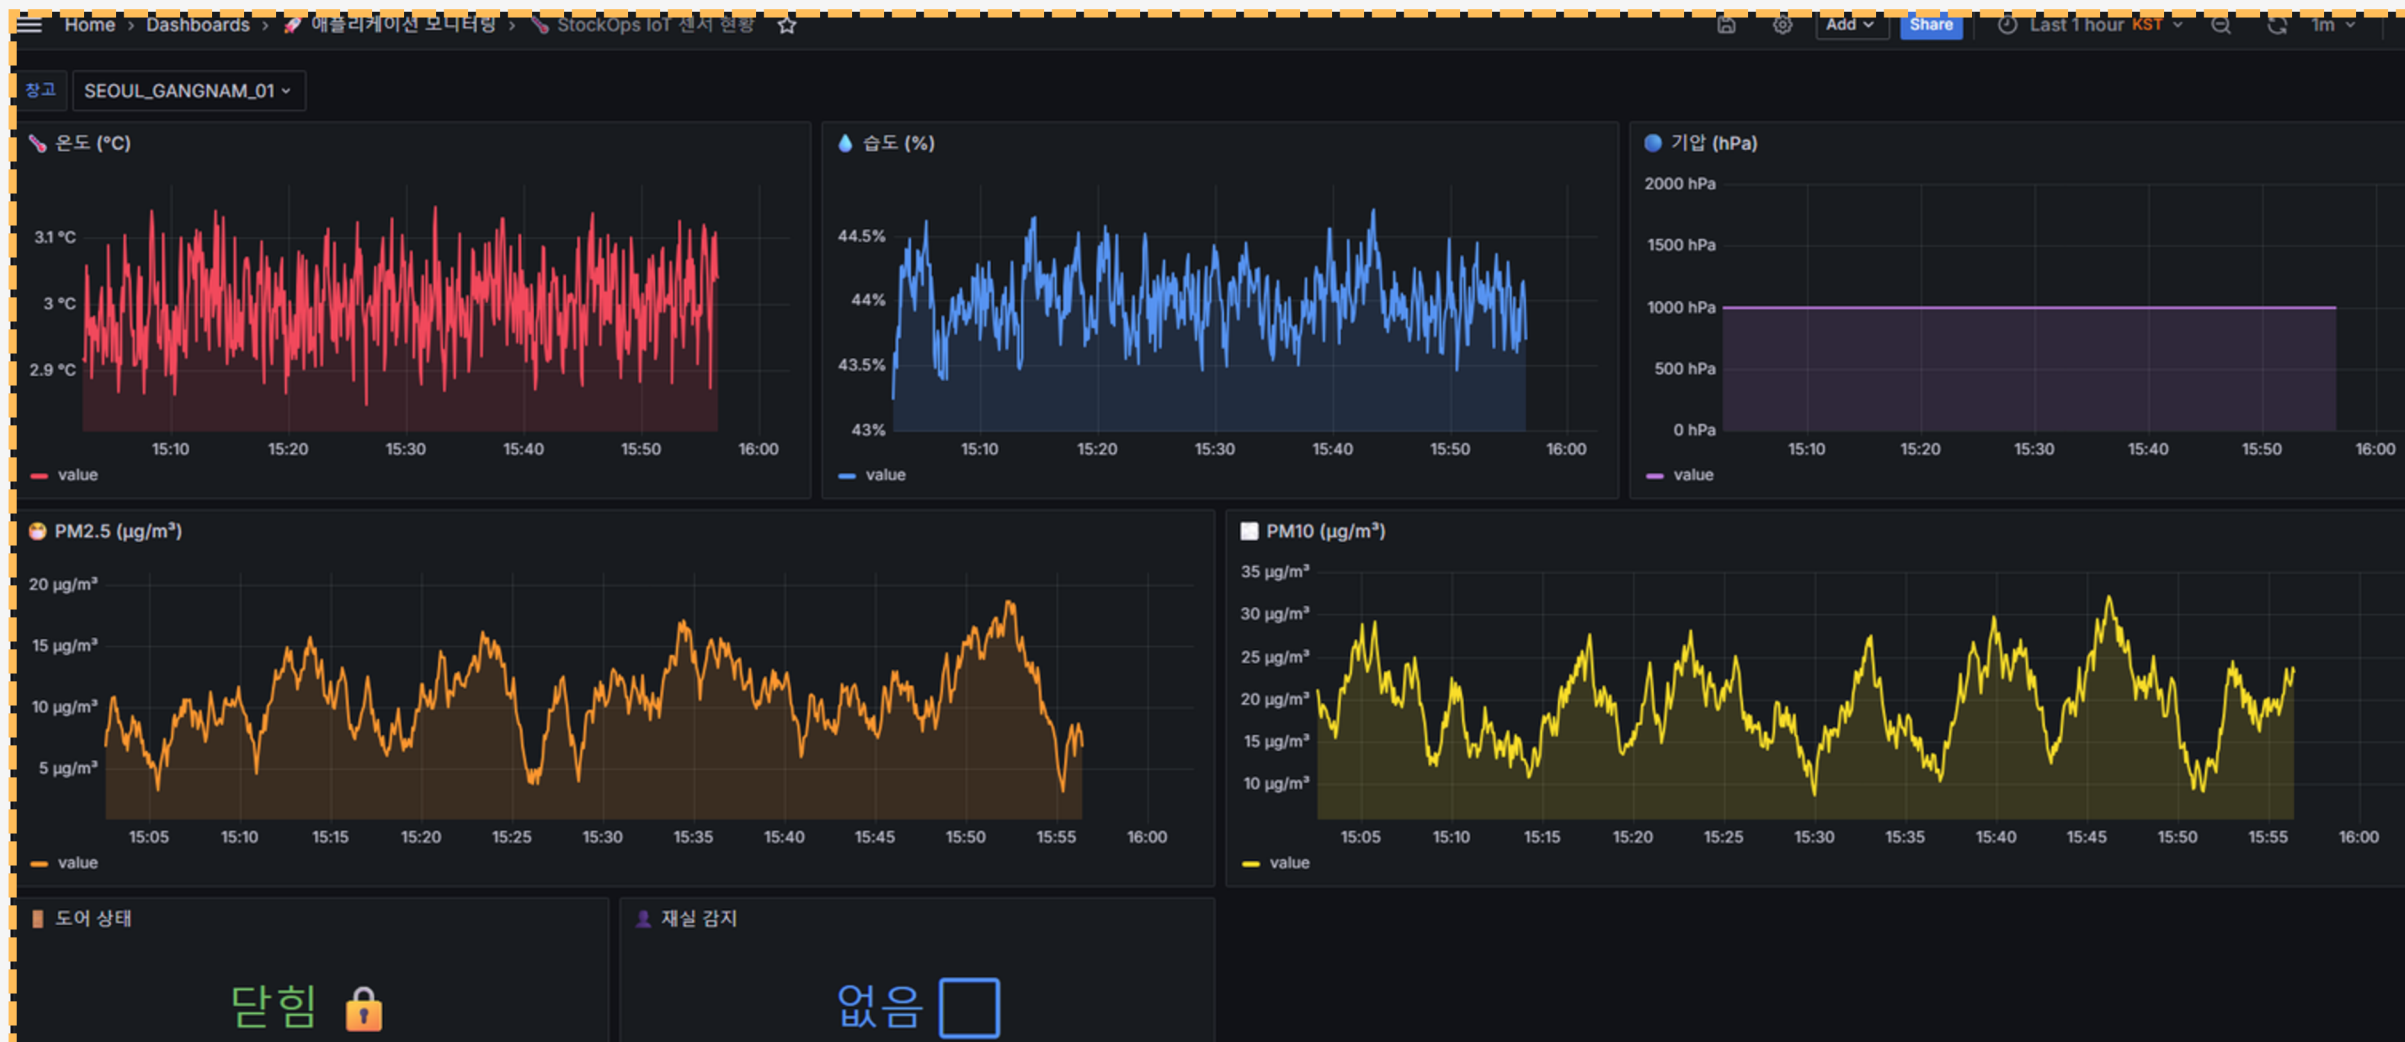 Home › Dashboards › 🚀 애플리케이션 모니터링 › 🌡️ StockOps IoT 센서 현황
Add
Share
Last 1 hour KST
1m
창고 SEOUL_GANGNAM_01
온도 (°C)
3.1 °C
3 °C
2.9 °C
15:10 15:20 15:30 15:40 15:50 16:00
value
습도 (%)
44.5%
44%
43.5%
43%
15:10 15:20 15:30 15:40 15:50 16:00
value
기압 (hPa)
2000 hPa
1500 hPa
1000 hPa
500 hPa
0 hPa
15:10 15:20 15:30 15:40 15:50 16:00
value
PM2.5 (µg/m³)
20 µg/m³
15 µg/m³
10 µg/m³
5 µg/m³
15:05 15:10 15:15 15:20 15:25 15:30 15:35 15:40 15:45 15:50 15:55 16:00
value
PM10 (µg/m³)
35 µg/m³
30 µg/m³
25 µg/m³
20 µg/m³
15 µg/m³
10 µg/m³
15:05 15:10 15:15 15:20 15:25 15:30 15:35 15:40 15:45 15:50 15:55 16:00
value
도어 상태
닫힘
재실 감지
없음